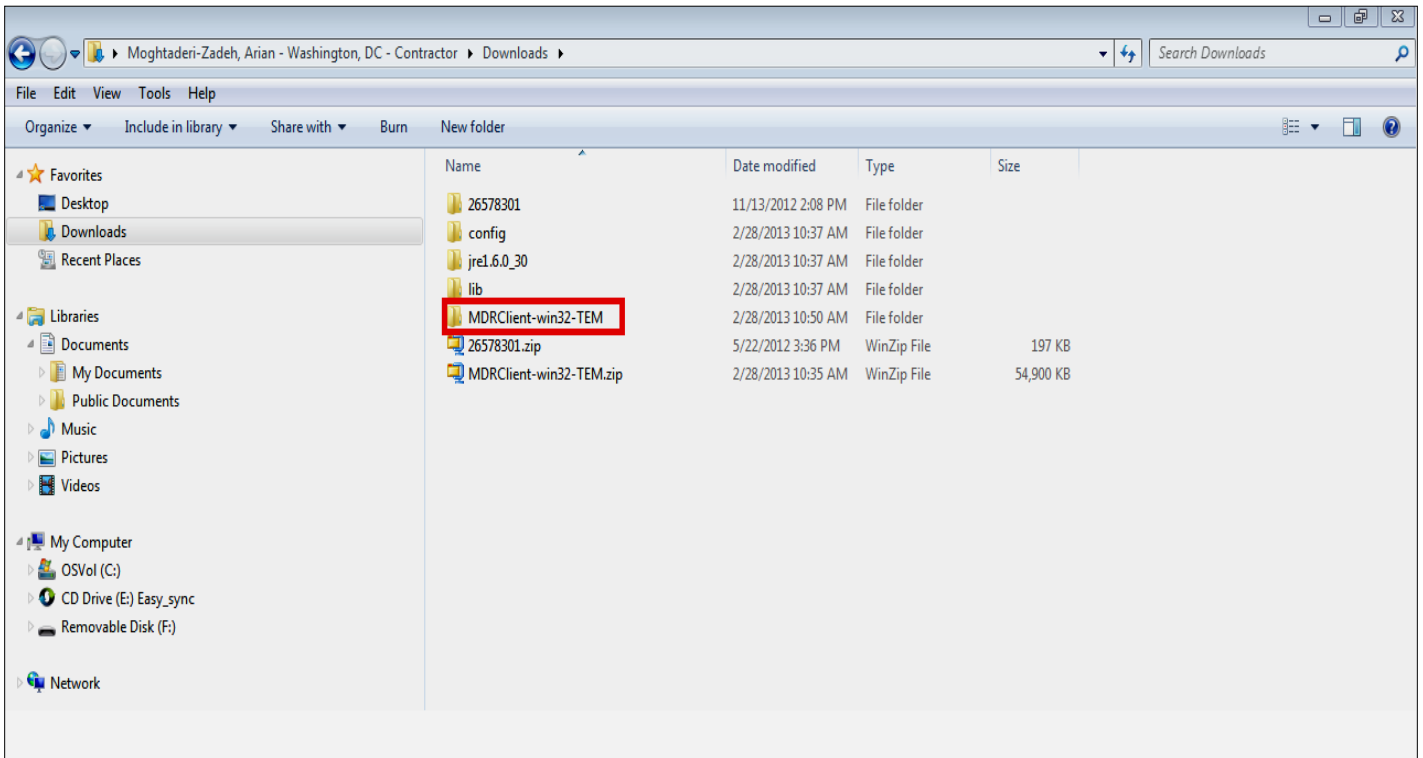 Moghtaderi-Zadeh, Arian - Washington, DC - Contractor Downloads
Search Downloads
File Edit View Tools Help
Organize Include in library Share with Burn New folder
Favorites
Desktop
Downloads
Recent Places
Libraries
Documents
My Documents
Public Documents
Music
Pictures
Videos
My Computer
OSVol (C:)
CD Drive (E:) Easy_sync
Removable Disk (F:)
Network
Name Date modified Type Size
26578301 11/13/2012 2:08 PM File folder
config 2/28/2013 10:37 AM File folder
jre1.6.0_30 2/28/2013 10:37 AM File folder
lib 2/28/2013 10:37 AM File folder
MDRClient-win32-TEM 2/28/2013 10:50 AM File folder
26578301.zip 5/22/2012 3:36 PM WinZip File 197 KB
MDRClient-win32-TEM.zip 2/28/2013 10:35 AM WinZip File 54,900 KB